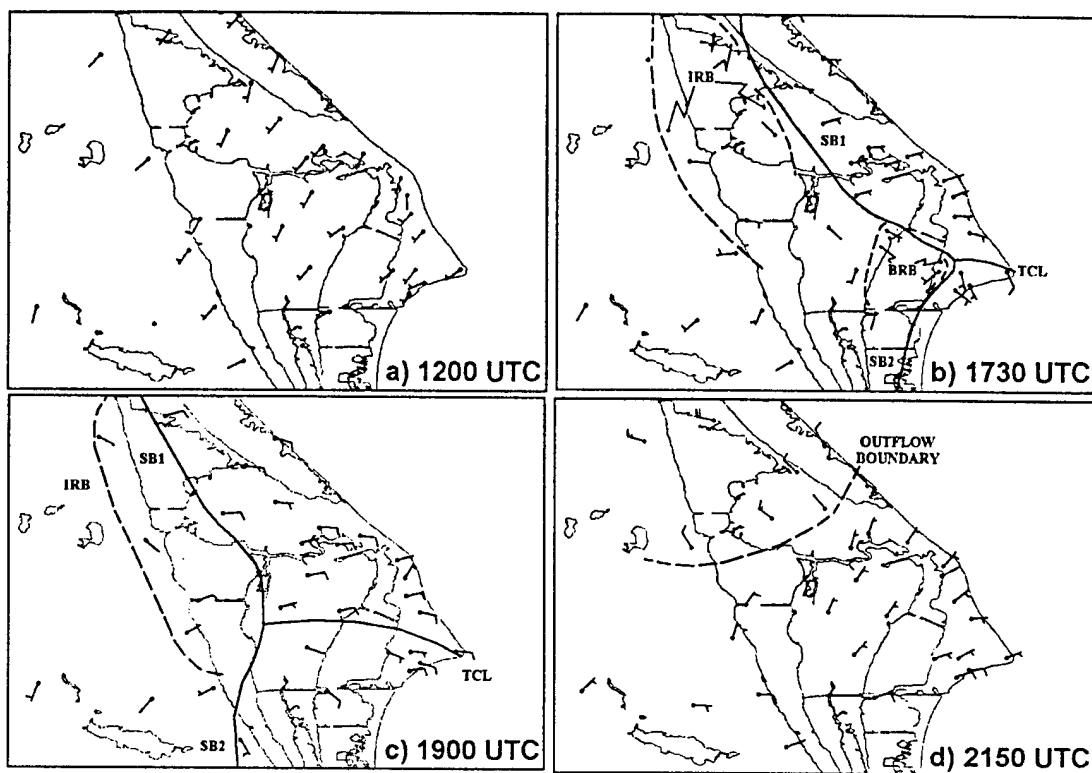 a) 1200 UTC
IRB
SB1
BRB
TCL
SB2
b) 1730 UTC
SB1
IRB
TCL
SB2
c) 1900 UTC
OUTFLOW
BOUNDARY
d) 2150 UTC